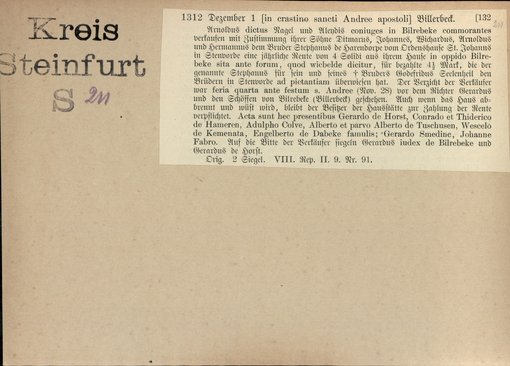 Kreis
Steinfurt
S 211
1312 Dezember 1 [in crastino sancti Andree apostoli] Billerbeck. [132
Arnoldus dictus Nagel und Aleydis coniuges in Bilrebeke commorantes
verkaufen mit Zustimmung ihrer Söhne Ditmarus, Johannes, Wichardus, Arnoldus
und Hermannus dem Bruder Stephanus de Harendorpe vom Ordenshause St. Johanns
in Stenvorde eine jährliche Rente von 4 Solidi aus ihrem Hause in oppido Bilre-
beke sita ante forum, quod wicbelde dicitur, für bezahlte 4½ Mark, die der
genannte Stephanus für sein und seines † Bruders Godefridus Seelenheil den
Brüdern in Stenvorde ad pietantiam überwiesen hat. Der Verzicht der Verkäufer
war feria quarta ante festum s. Andree (Nov. 28) vor dem Richter Gerardus
und den Schöffen von Bilrebeke (Billerbeck) geschehen. Auch wenn das Haus ab-
brennt und wüst wird, bleibt der Besitzer der Hausstätte zur Zahlung der Rente
verpflichtet. Acta sunt hec presentibus Gerardo de Horst, Conrado et Thiderico
de Hameren, Adulpho Colve, Alberto et parvo Alberto de Tuschusen, Wescelo
de Kemenata, Engelberto de Dabeke famulis; Gerardo Smedine, Johanne
Fabro. Auf die Bitte der Verkäufer siegeln Gerardus iudex de Bilrebeke und
Gerardus de Horst.
Orig. 2 Siegel. VIII. Rep. II. 9. Nr. 91.